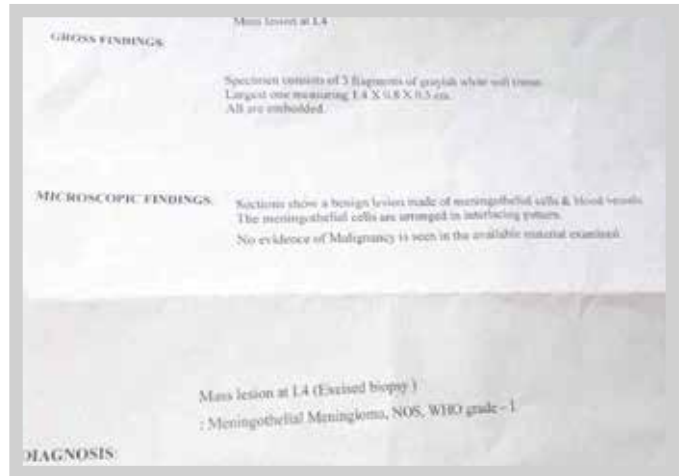 Mass lesion at L4
GROSS FINDINGS:
Specimen consists of 3 fragments of grayish white soft tissue.
Largest one measuring 1.4 X 0.8 X 0.5 cm.
All are embedded.
MICROSCOPIC FINDINGS: Sections show a benign lesion made of meningothelial cells & blood vessels.
The meningothelial cells are arranged in interlacing pattern.
No evidence of Malignancy is seen in the available material examined.
Mass lesion at L4 (Excised biopsy )
: Meningothelial Meningioma, NOS, WHO grade - 1
DIAGNOSIS: